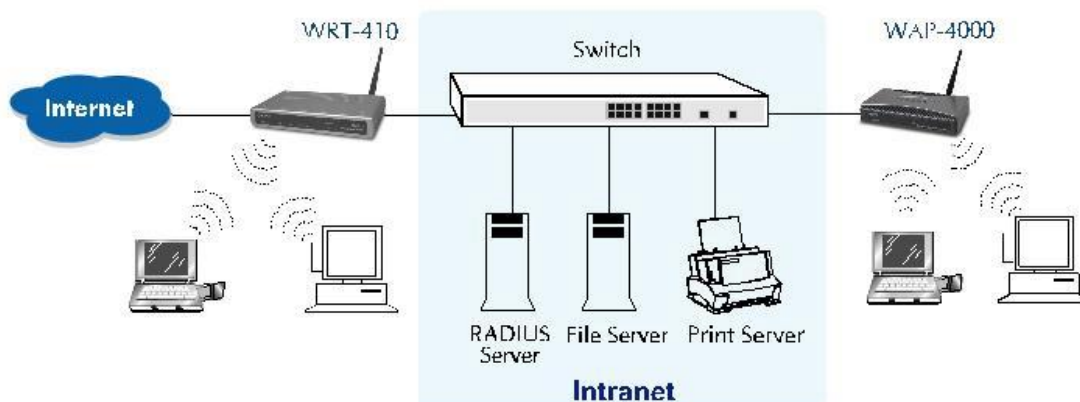 WRT-410
WAP-4000
Switch
Internet
RADIUS
Server
File Server
Print Server
Intranet